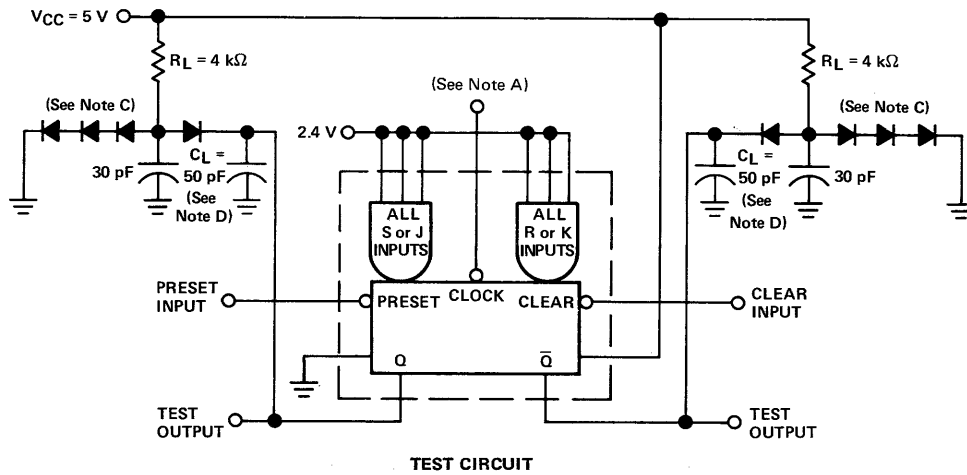 VCC = 5 V
RL = 4 kΩ
RL = 4 kΩ
(See Note A)
(See Note C)
(See Note C)
2.4 V
30 pF
CL =
50 pF
(See
Note D)
CL =
50 pF
(See
Note D)
30 pF
ALL
S or J
INPUTS
ALL
R or K
INPUTS
PRESET
INPUT
PRESET
CLOCK
CLEAR
CLEAR
INPUT
Q
Q̅
TEST
OUTPUT
TEST
OUTPUT
TEST CIRCUIT